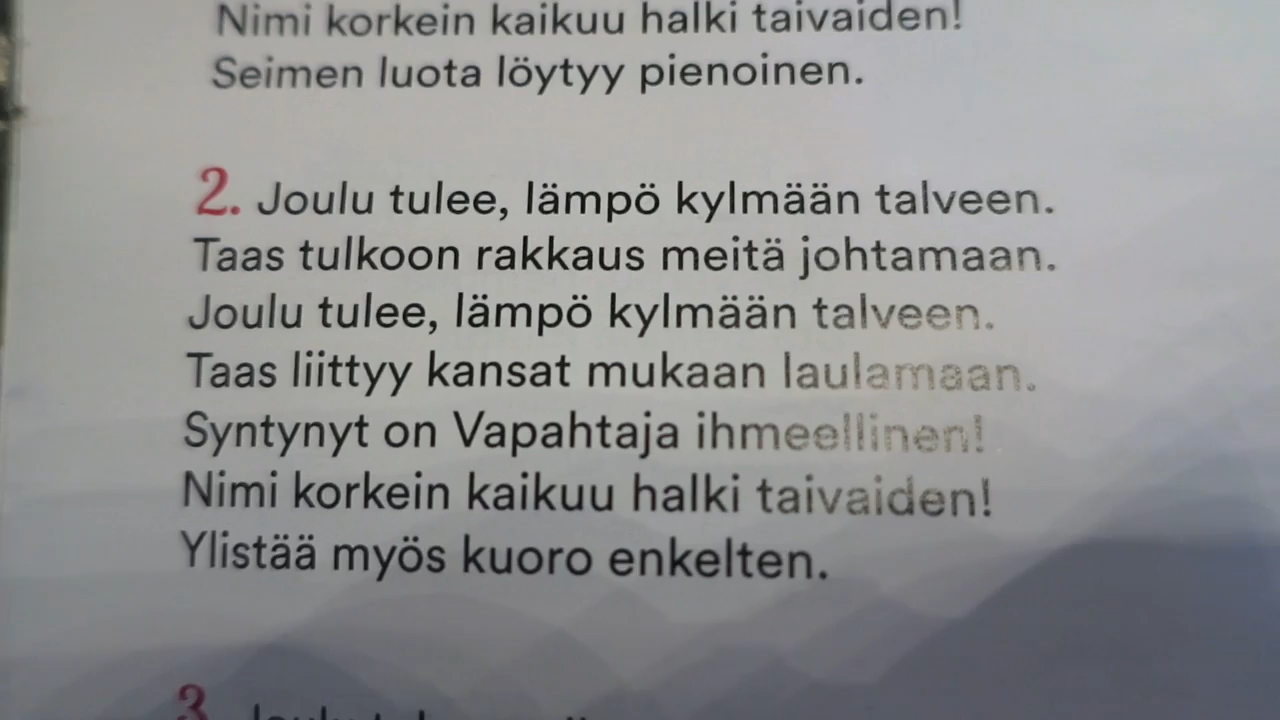 Nimi korkein kaikuu halki taivaiden!
Seimen luota löytyy pienoinen.
2. Joulu tulee, lämpö kylmään talveen.
Taas tulkoon rakkaus meitä johtamaan.
Joulu tulee, lämpö kylmään talveen.
Taas liittyy kansat mukaan laulamaan.
Syntynyt on Vapahtaja ihmeellinen!
Nimi korkein kaikuu halki taivaiden!
Ylistää myös kuoro enkelten.
3.